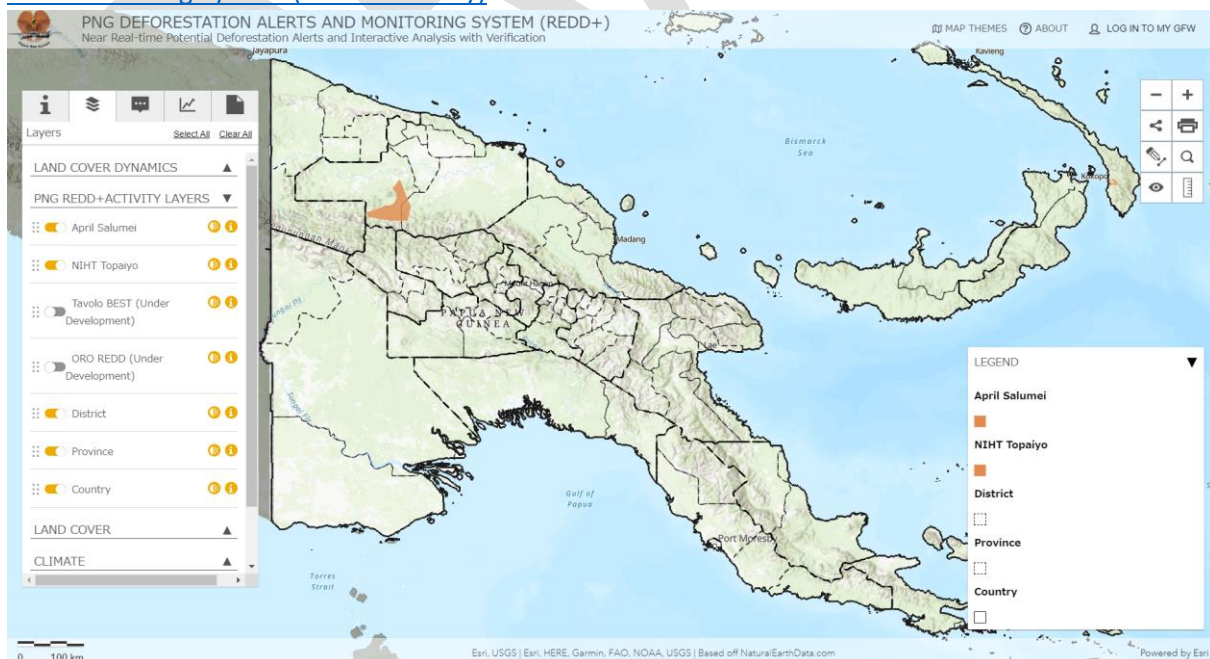 PNG DEFORESTATION ALERTS AND MONITORING SYSTEM (REDD+)
Near Real-time Potential Deforestation Alerts and Interactive Analysis with Verification
MAP THEMES
ABOUT
LOG IN TO MY GFW
Jayapura
Kavieng
Layers
Select All
Clear All
LAND COVER DYNAMICS
PNG REDD+ACTIVITY LAYERS
April Salumei
NIHT Topaiyo
Tavolo BEST (Under
Development)
ORO REDD (Under
Development)
District
Province
Country
LAND COVER
CLIMATE
Bismarck
Sea
Kokopo
Madang
Mount Hagen
PAPUA NEW
GUINEA
Lae
Gulf of
Papua
Port Moresby
Torres
Strait
LEGEND
April Salumei
NIHT Topaiyo
District
Province
Country
0 100 km
Esri, USGS | Esri, HERE, Garmin, FAO, NOAA, USGS | Based off NaturalEarthData.com
Powered by Esri